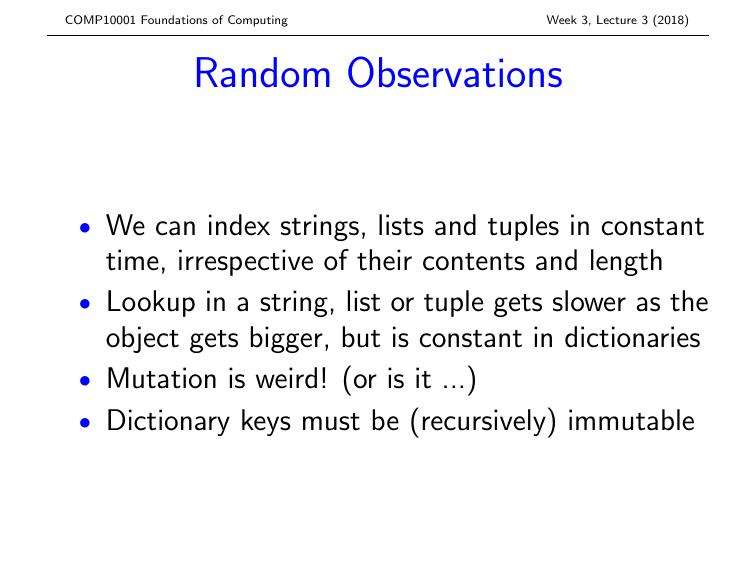 COMP10001 Foundations of Computing Week 3, Lecture 3 (2018)
Random Observations
• We can index strings, lists and tuples in constant
time, irrespective of their contents and length
• Lookup in a string, list or tuple gets slower as the
object gets bigger, but is constant in dictionaries
• Mutation is weird! (or is it ...)
• Dictionary keys must be (recursively) immutable